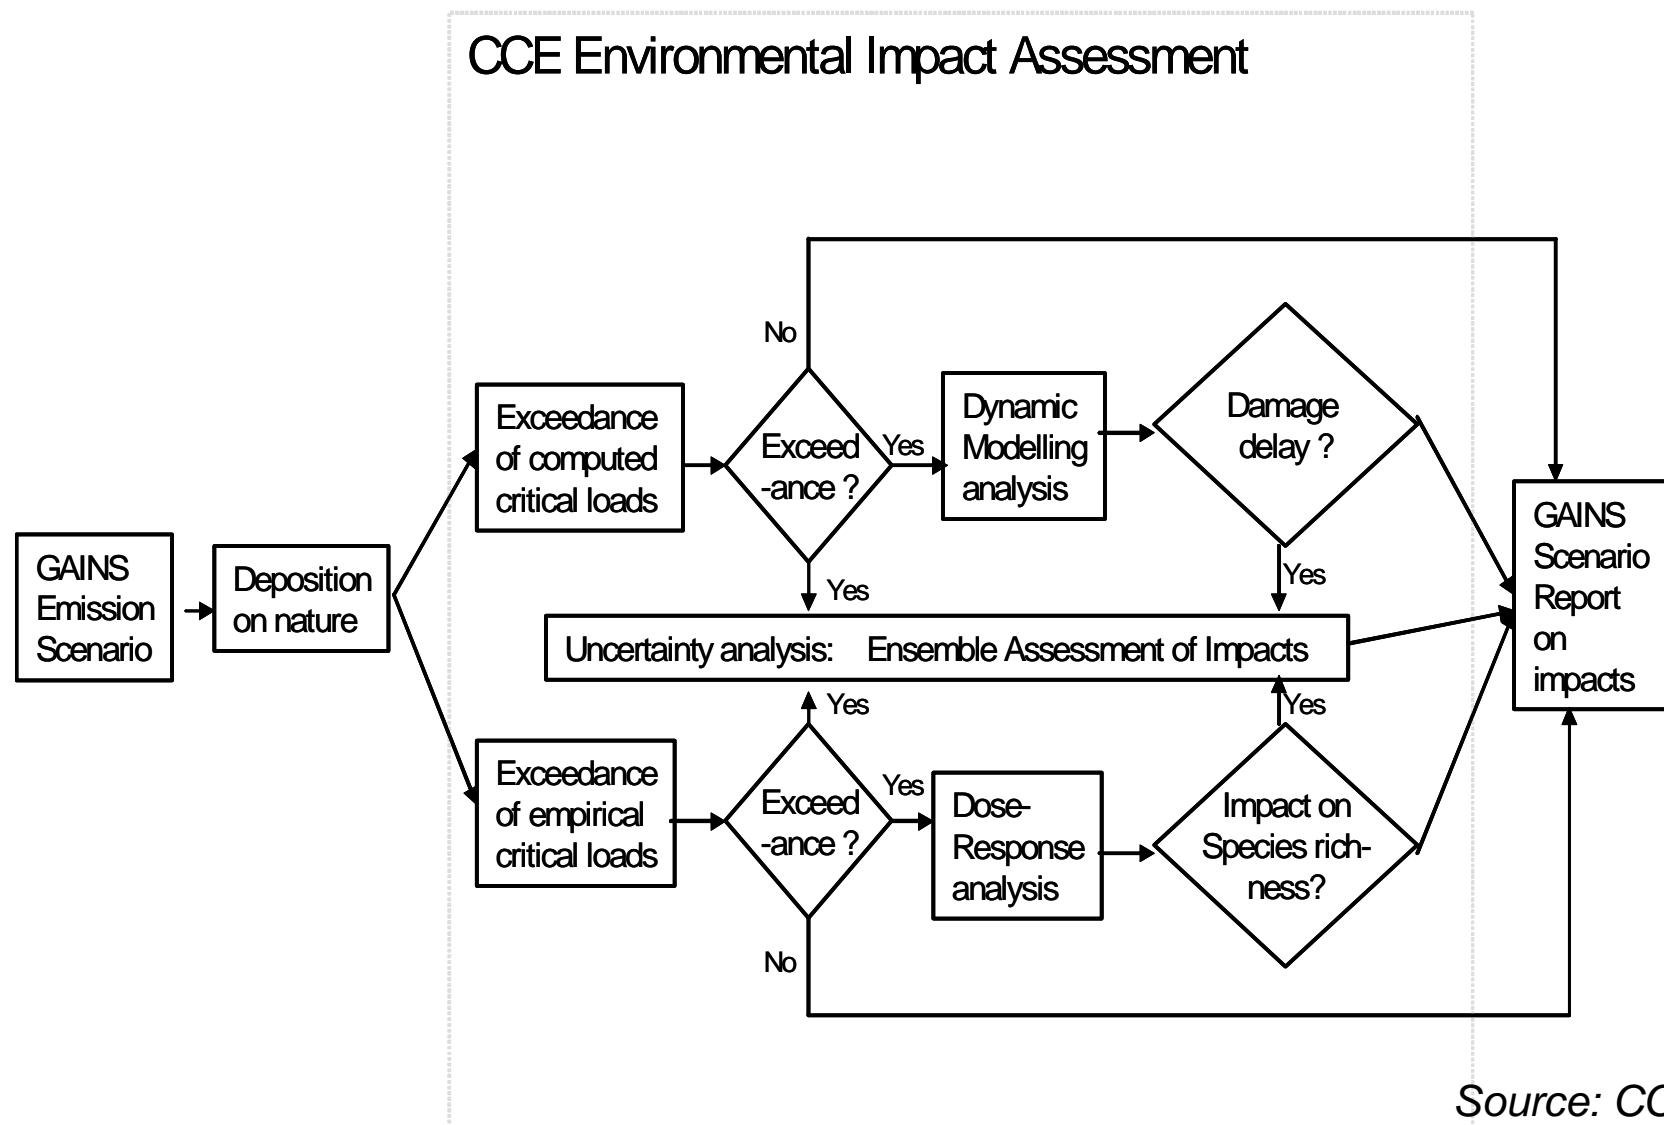 CCE Environmental Impact Assessment
No
Exceedance
of computed
critical loads
Exceed
-ance ?
Yes
Dynamic
Modelling
analysis
Damage
delay ?
GAINS
Emission
Scenario
Deposition
on nature
Yes
Yes
Uncertainty analysis: Ensemble Assessment of Impacts
GAINS
Scenario
Report
on
impacts
Yes
Yes
Exceedance
of empirical
critical loads
Exceed
-ance ?
Yes
Dose-
Response
analysis
Impact on
Species rich-
ness?
No
Source: